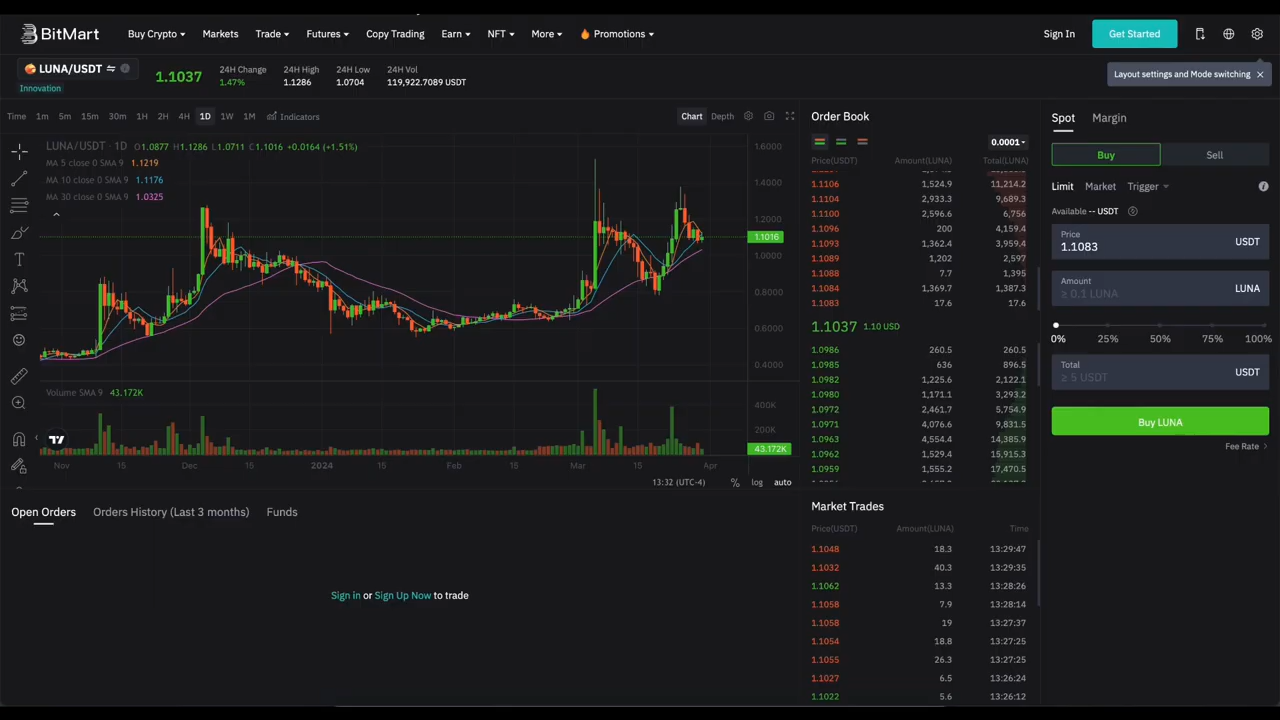 BitMart Buy Crypto Markets Trade Futures Copy Trading Earn NFT More Promotions Sign In Get Started
LUNA/USDT
Innovation
1.1037
24H Change 24H High 24H Low 24H Vol
1.47% 1.1286 1.0704 119,922.7089 USDT
Layout settings and Mode switching
Time 1m 5m 15m 30m 1H 2H 4H 1D 1W 1M Indicators Chart Depth
LUNA/USDT · 1D O1.0877 H1.1286 L1.0711 C1.1016 +0.0164 (+1.51%)
MA 5 close 0 SMA 9 1.1219
MA 10 close 0 SMA 9 1.1176
MA 30 close 0 SMA 9 1.0325
1.6000
1.4000
1.2000
1.1016
1.0000
0.8000
0.6000
0.4000
Volume SMA 9 43.172K
400K
200K
43.172K
Nov 15 Dec 15 2024 15 Feb 15 Mar 15 Apr
13:32 (UTC-4) % log auto
Open Orders Orders History (Last 3 months) Funds
Sign in or Sign Up Now to trade
Order Book
0.0001
Price(USDT) Amount(LUNA) Total(LUNA)
1.1106 1,524.9 11,214.2
1.1104 2,933.3 9,689.3
1.1100 2,596.6 6,756
1.1096 200 4,159.4
1.1093 1,362.4 3,959.4
1.1089 1,202 2,597
1.1088 7.7 1,395
1.1084 1,369.7 1,387.3
1.1083 17.6 17.6
1.1037 1.10 USD
1.0986 260.5 260.5
1.0985 636 896.5
1.0982 1,225.6 2,122.1
1.0980 1,171.1 3,293.2
1.0972 2,461.7 5,754.9
1.0971 4,076.6 9,831.5
1.0963 4,554.4 14,385.9
1.0962 1,529.4 15,915.3
1.0959 1,555.2 17,470.5
Market Trades
Price(USDT) Amount(LUNA) Time
1.1048 18.3 13:29:47
1.1032 40.3 13:29:35
1.1062 13.3 13:28:26
1.1058 7.9 13:28:14
1.1058 19 13:27:37
1.1054 18.8 13:27:25
1.1055 26.3 13:27:25
1.1027 6.5 13:26:24
1.1022 5.6 13:26:12
Spot Margin
Buy Sell
Limit Market Trigger
Available -- USDT
Price
1.1083 USDT
Amount
≥ 0.1 LUNA LUNA
0% 25% 50% 75% 100%
Total
≥ 5 USDT USDT
Buy LUNA
Fee Rate